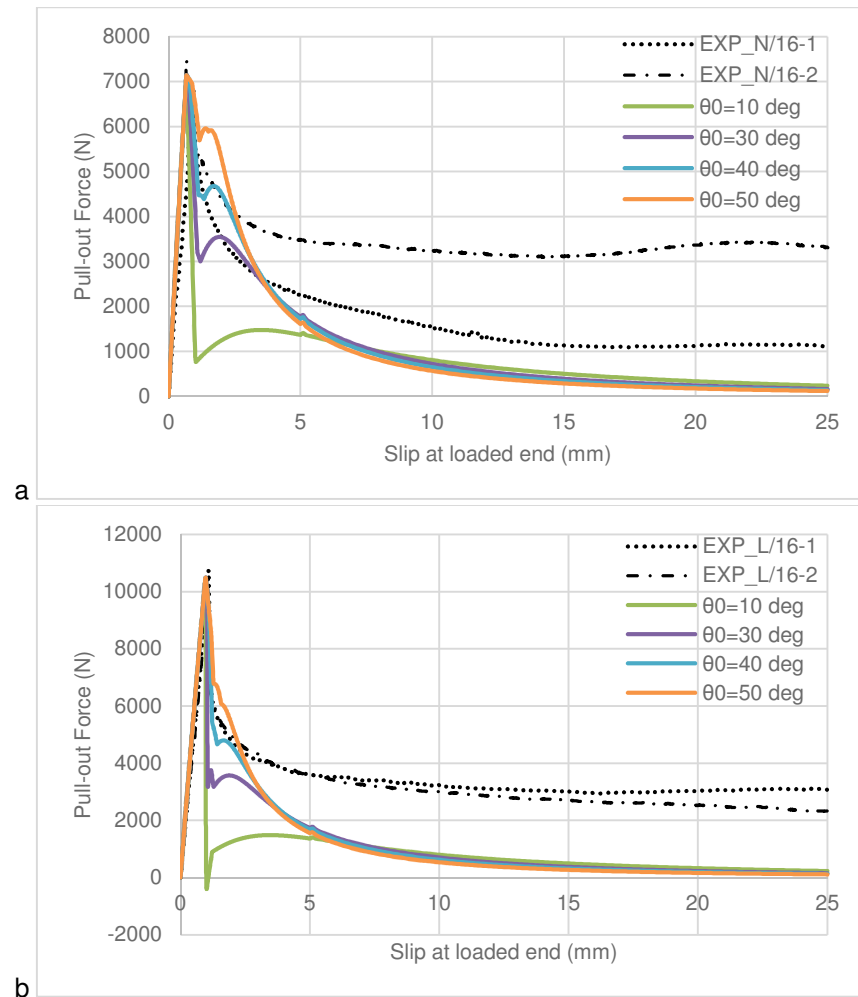 8000
7000
6000
5000
4000
3000
2000
1000
0
Pull-out Force (N)
EXP_N/16-1
EXP_N/16-2
θ0=10 deg
θ0=30 deg
θ0=40 deg
θ0=50 deg
0 5 10 15 20 25
Slip at loaded end (mm)
a
12000
10000
8000
6000
4000
2000
0
-2000
Pull-out Force (N)
EXP_L/16-1
EXP_L/16-2
θ0=10 deg
θ0=30 deg
θ0=40 deg
θ0=50 deg
0 5 10 15 20 25
Slip at loaded end (mm)
b